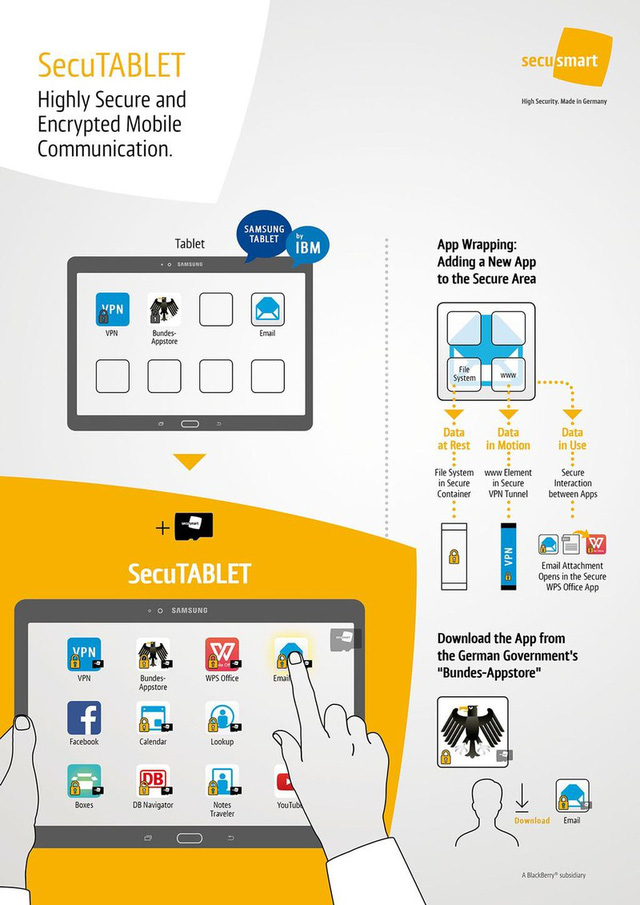 SecuTABLET
Highly Secure and
Encrypted Mobile
Communication.
secusmart
High Security. Made in Germany
Tablet
SAMSUNG
TABLET
by
IBM
SAMSUNG
VPN
VPN
Bundes-
Appstore
Email
App Wrapping:
Adding a New App
to the Secure Area
File
System
www
Data
at Rest
Data
in Motion
Data
in Use
File System
in Secure
Container
www Element
in Secure
VPN Tunnel
Secure
Interaction
between Apps
VPN
Email Attachment
Opens in the Secure
WPS Office App
+
secusmart
SecuTABLET
SAMSUNG
VPN
VPN
Bundes-
Appstore
WPS Office
Email
Facebook
Calendar
Lookup
Boxes
DB
DB Navigator
Notes
Traveler
YouTube
Download the App from
the German Government's
"Bundes-Appstore"
Download
Email
A BlackBerry® subsidiary